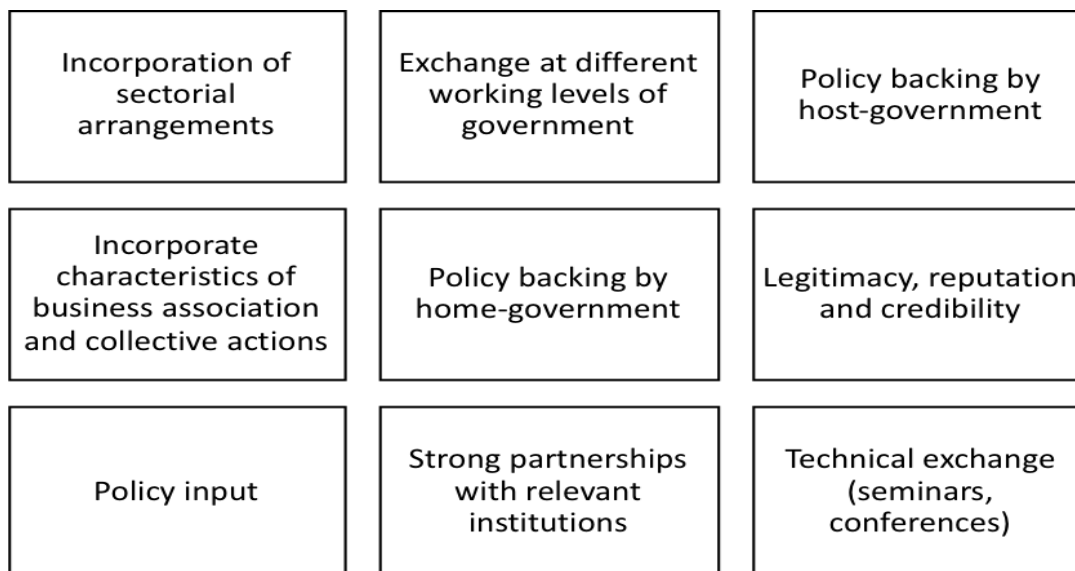 Incorporation of
sectorial
arrangements
Exchange at different
working levels of
government
Policy backing by
host-government
Incorporate
characteristics of
business association
and collective actions
Policy backing by
home-government
Legitimacy, reputation
and credibility
Policy input
Strong partnerships
with relevant
institutions
Technical exchange
(seminars,
conferences)